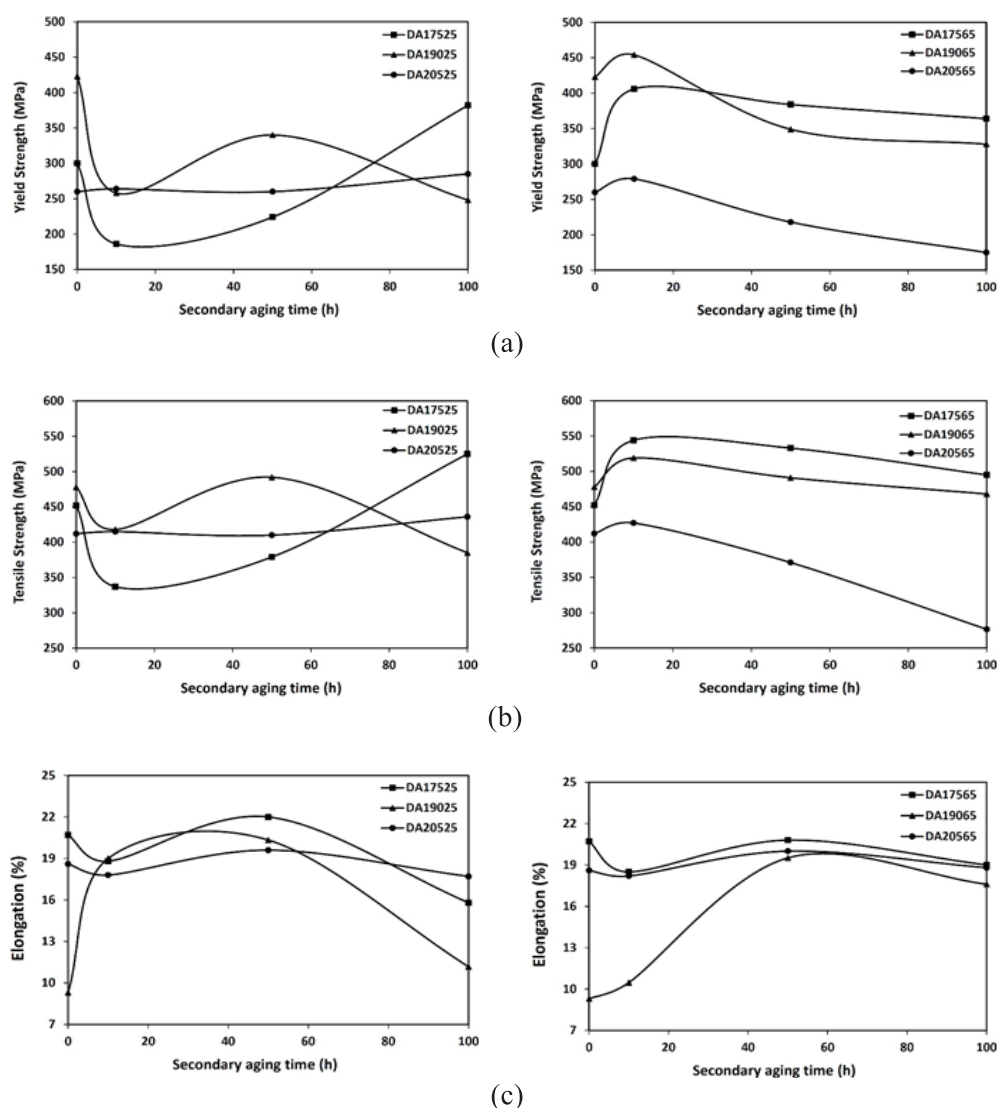 500
450
400
350
300
250
200
150
Yield Strength (MPa)
0 20 40 60 80 100
Secondary aging time (h)
DA17525
DA19025
DA20525
500
450
400
350
300
250
200
150
Yield Strength (MPa)
0 20 40 60 80 100
Secondary aging time (h)
DA17565
DA19065
DA20565
(a)
600
550
500
450
400
350
300
250
Tensile Strength (MPa)
0 20 40 60 80 100
Secondary aging time (h)
DA17525
DA19025
DA20525
600
550
500
450
400
350
300
250
Tensile Strength (MPa)
0 20 40 60 80 100
Secondary aging time (h)
DA17565
DA19065
DA20565
(b)
25
22
19
16
13
10
7
Elongation (%)
0 20 40 60 80 100
Secondary aging time (h)
DA17525
DA19025
DA20525
25
22
19
16
13
10
7
Elongation (%)
0 20 40 60 80 100
Secondary aging time (h)
DA17565
DA19065
DA20565
(c)